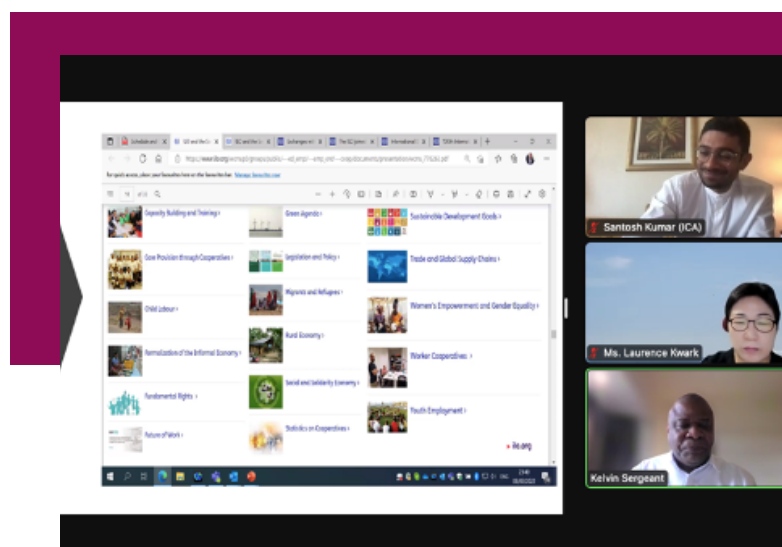 Capacity Building and Training ›
Green Agenda ›
Sustainable Development Goals ›
Care Provision through Cooperatives ›
Legislation and Policy ›
Trade and Global Supply Chains ›
Child Labour ›
Migrants and Refugees ›
Women's Empowerment and Gender Equality ›
Formalization of the Informal Economy ›
Rural Economy ›
Worker Cooperatives ›
Fundamental Rights ›
Social and Solidarity Economy ›
Youth Employment ›
Future of Work ›
Statistics on Cooperatives ›
ilo.org
Santosh Kumar (ICA)
Ms. Laurence Kwark
Kelvin Sergeant